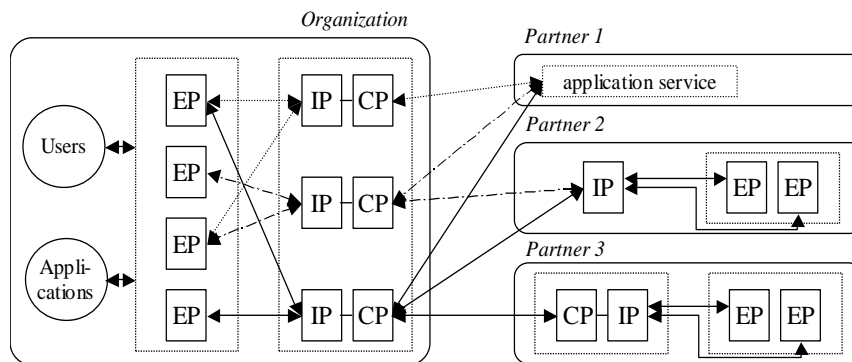 Organization
Partner 1
EP
IP
CP
application service
Users
Partner 2
EP
IP
CP
IP
EP
EP
EP
Partner 3
Appli-
cations
EP
IP
CP
CP
IP
EP
EP